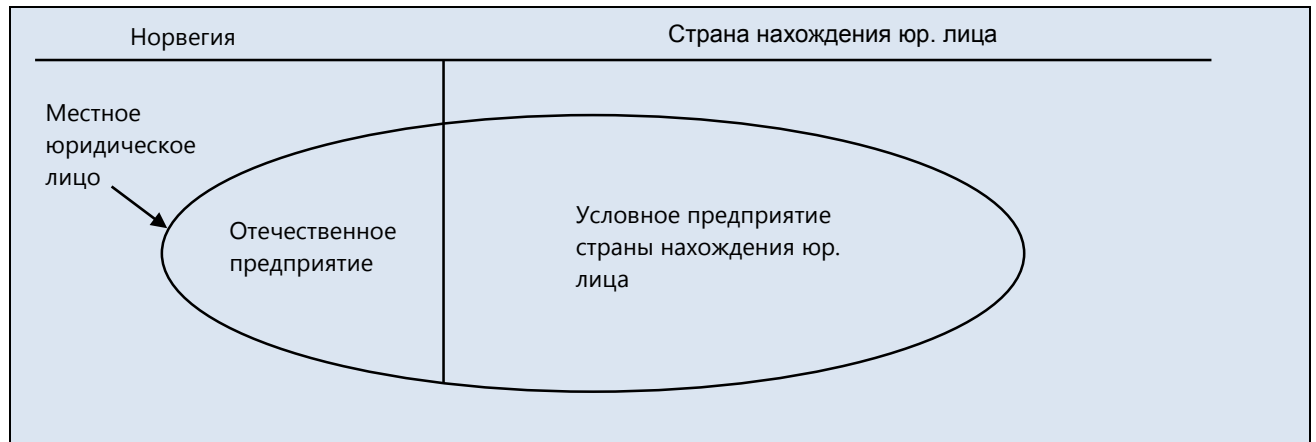 Норвегия
Страна нахождения юр. лица
Местное
юридическое
лицо
Отечественное
предприятие
Условное предприятие
страны нахождения юр.
лица